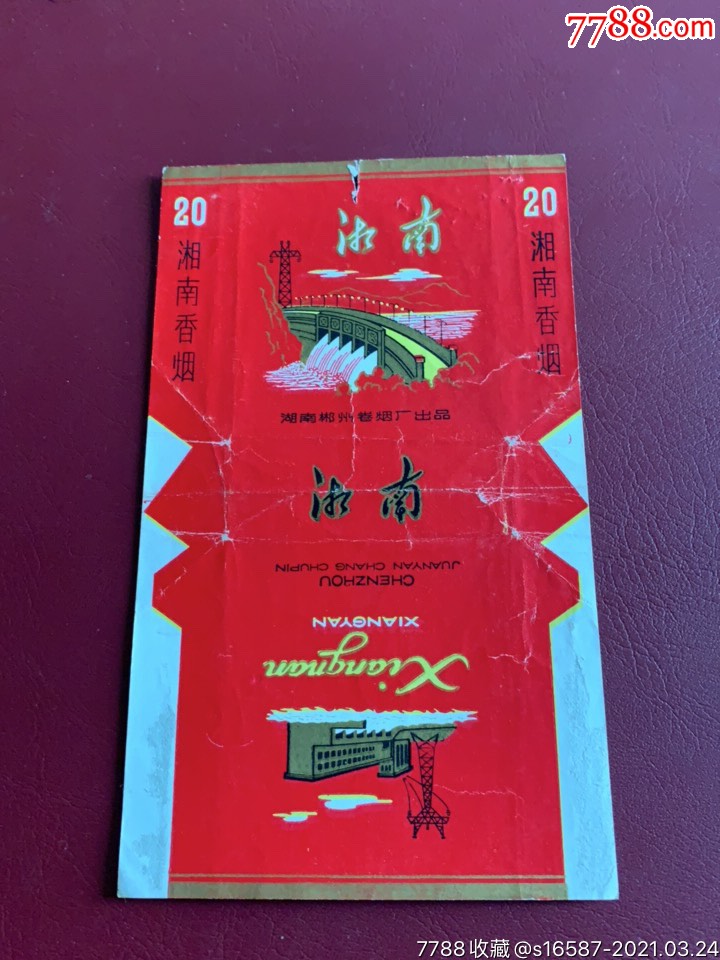 7788.com
20
20
湘南
湘南香烟
湘南香烟
湖南郴州卷烟厂出品
湘南
CHENZHOU
JUANYAN CHANG CHUPIN
XIANGYAN
Xiangnan
7788收藏@s16587-2021.03.24